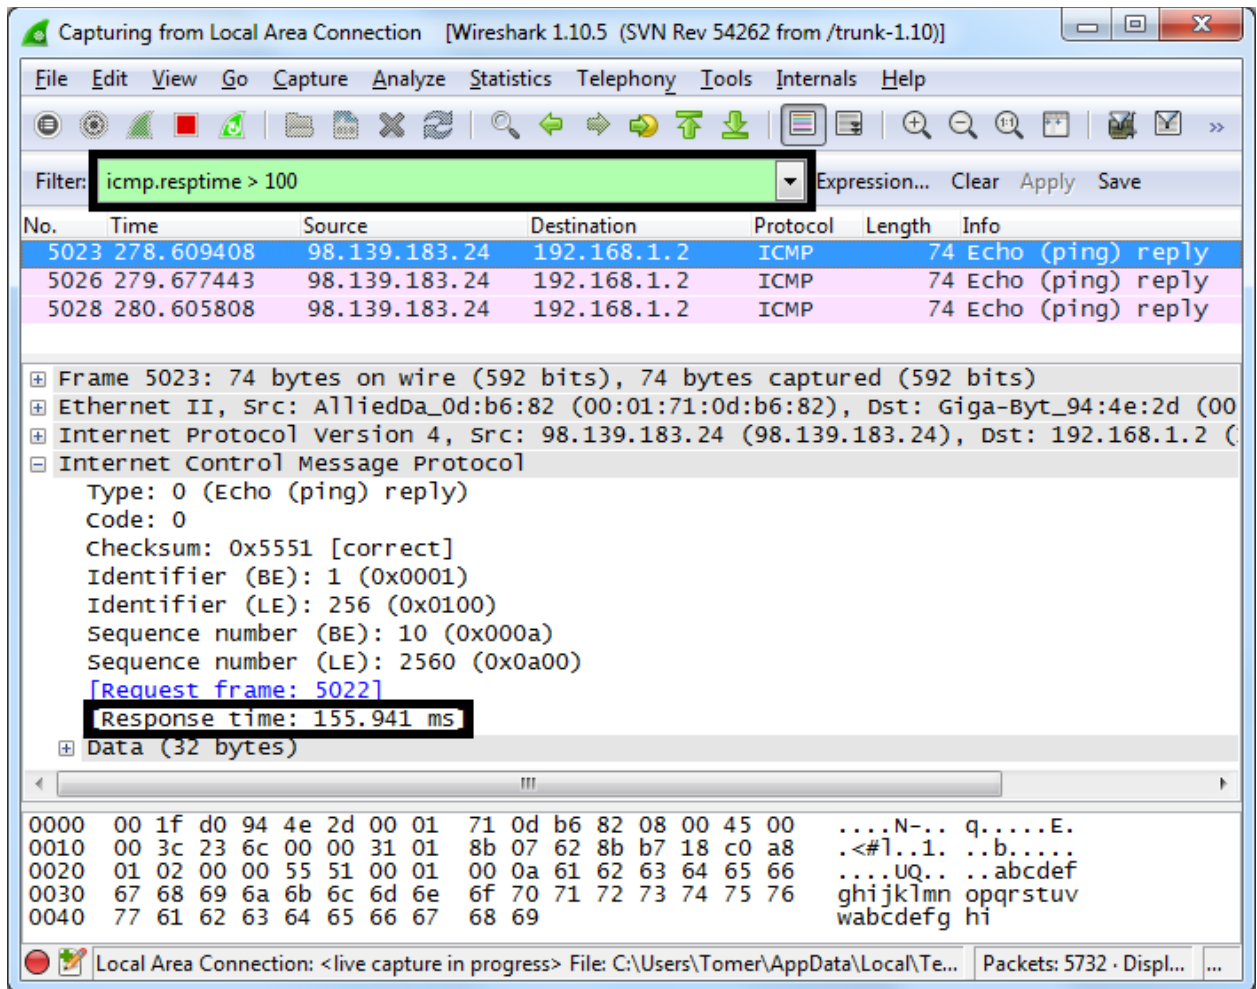 Capturing from Local Area Connection [Wireshark 1.10.5 (SVN Rev 54262 from /trunk-1.10)]
File Edit View Go Capture Analyze Statistics Telephony Tools Internals Help
Filter: icmp.resptime > 100 Expression... Clear Apply Save
No. Time Source Destination Protocol Length Info
5023 278.609408 98.139.183.24 192.168.1.2 ICMP 74 Echo (ping) reply
5026 279.677443 98.139.183.24 192.168.1.2 ICMP 74 Echo (ping) reply
5028 280.605808 98.139.183.24 192.168.1.2 ICMP 74 Echo (ping) reply
Frame 5023: 74 bytes on wire (592 bits), 74 bytes captured (592 bits)
Ethernet II, Src: AlliedDa_0d:b6:82 (00:01:71:0d:b6:82), Dst: Giga-Byt_94:4e:2d (00
Internet Protocol Version 4, Src: 98.139.183.24 (98.139.183.24), Dst: 192.168.1.2 (
Internet Control Message Protocol
Type: 0 (Echo (ping) reply)
Code: 0
Checksum: 0x5551 [correct]
Identifier (BE): 1 (0x0001)
Identifier (LE): 256 (0x0100)
Sequence number (BE): 10 (0x000a)
Sequence number (LE): 2560 (0x0a00)
[Request frame: 5022]
[Response time: 155.941 ms]
Data (32 bytes)
0000 00 1f d0 94 4e 2d 00 01 71 0d b6 82 08 00 45 00 ....N-.. q.....E.
0010 00 3c 23 6c 00 00 31 01 8b 07 62 8b b7 18 c0 a8 .<#l..1. ..b.....
0020 01 02 00 00 55 51 00 01 00 0a 61 62 63 64 65 66 ....UQ.. ..abcdef
0030 67 68 69 6a 6b 6c 6d 6e 6f 70 71 72 73 74 75 76 ghijklmn opqrstuv
0040 77 61 62 63 64 65 66 67 68 69 wabcdefg hi
Local Area Connection: <live capture in progress> File: C:\Users\Tomer\AppData\Local\Te... Packets: 5732 · Displ... ...